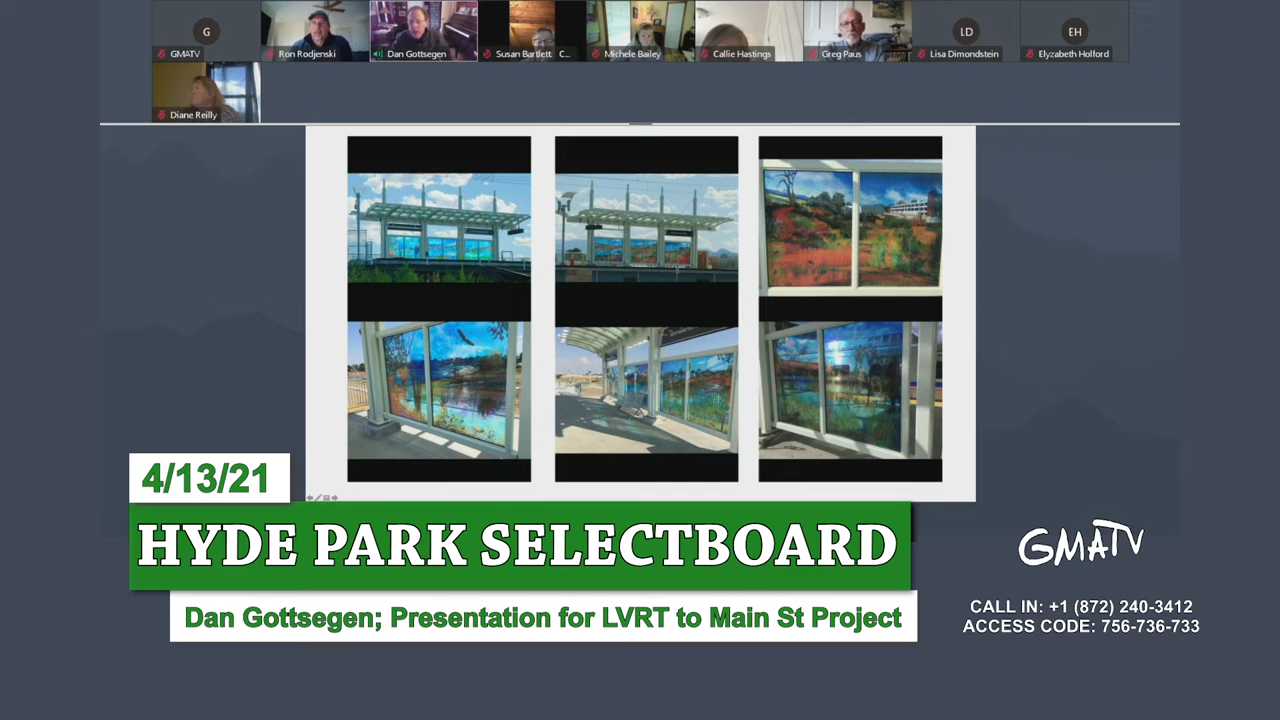 G
LD
EH
GMATV
Ron Rodjenski
Dan Gottsegen
Susan Bartlett. C...
Michele Bailey
Callie Hastings
Greg Paus
Lisa Dimondstein
Elyzabeth Holford
Diane Reilly
4/13/21
HYDE PARK SELECTBOARD
Dan Gottsegen; Presentation for LVRT to Main St Project
GMATV
CALL IN: +1 (872) 240-3412
ACCESS CODE: 756-736-733